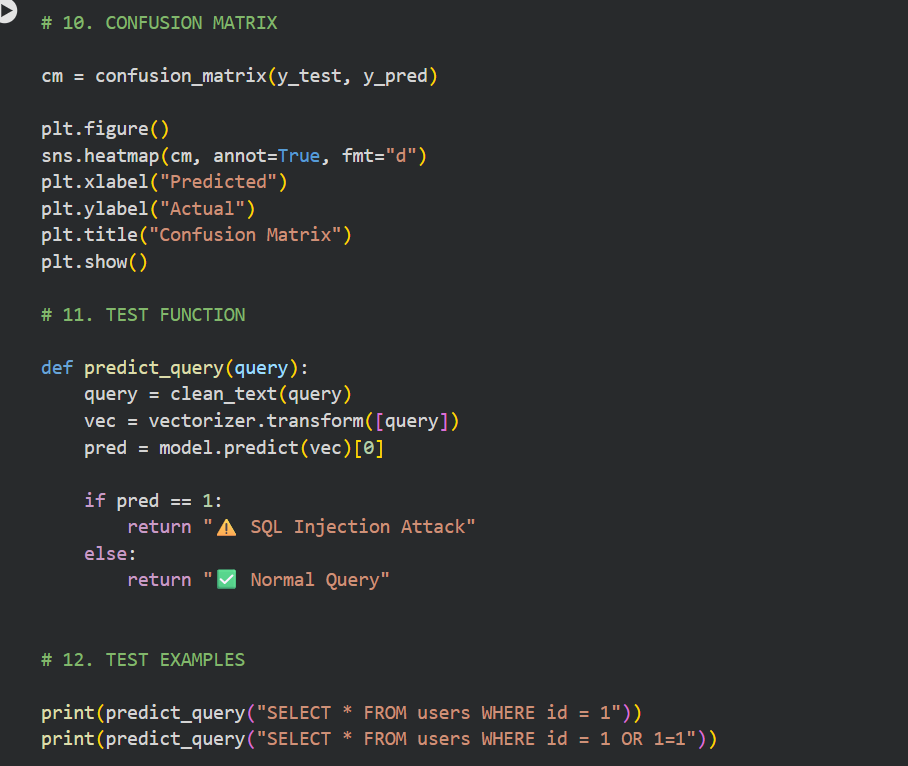 # 10. CONFUSION MATRIX
cm = confusion_matrix(y_test, y_pred)
plt.figure()
sns.heatmap(cm, annot=True, fmt="d")
plt.xlabel("Predicted")
plt.ylabel("Actual")
plt.title("Confusion Matrix")
plt.show()
# 11. TEST FUNCTION
def predict_query(query):
    query = clean_text(query)
    vec = vectorizer.transform([query])
    pred = model.predict(vec)[0]
    if pred == 1:
        return "⚠️ SQL Injection Attack"
    else:
        return "✅ Normal Query"
# 12. TEST EXAMPLES
print(predict_query("SELECT * FROM users WHERE id = 1"))
print(predict_query("SELECT * FROM users WHERE id = 1 OR 1=1"))